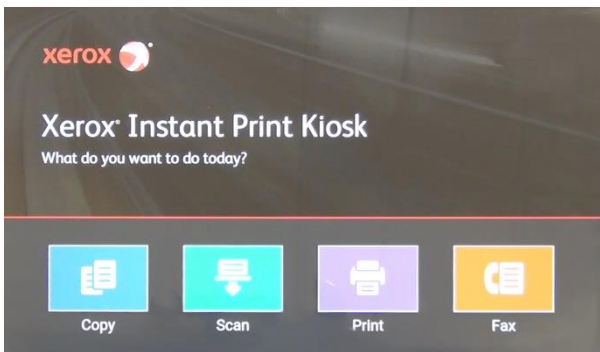 xerox
Xerox® Instant Print Kiosk
What do you want to do today?
Copy
Scan
Print
Fax